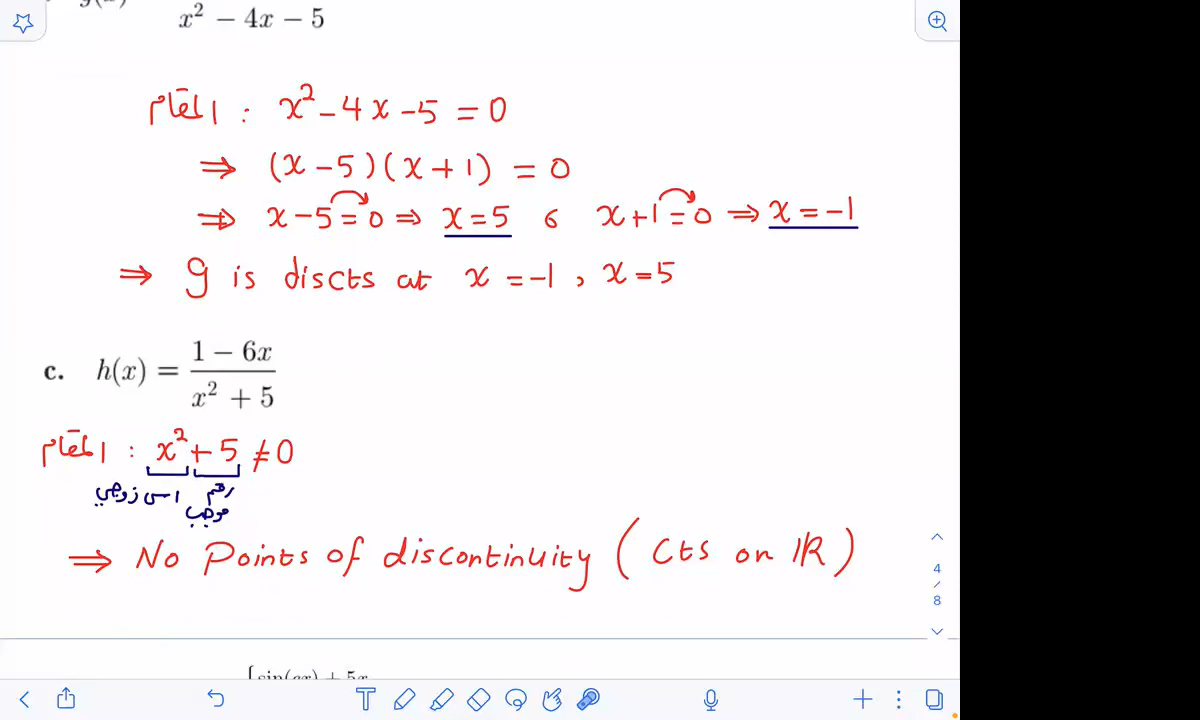 x² − 4x − 5
المقام : x² − 4x − 5 = 0
⇒ (x − 5)(x + 1) = 0
⇒ x − 5 = 0 ⇒ x = 5 ، x + 1 = 0 ⇒ x = −1
⇒ g is discts at x = −1 , x = 5
c. h(x) = (1 − 6x) / (x² + 5)
المقام : x² + 5 ≠ 0
اس زوجي رقم
موجب
⇒ No Points of discontinuity ( Cts on IR )
4
/
8
T